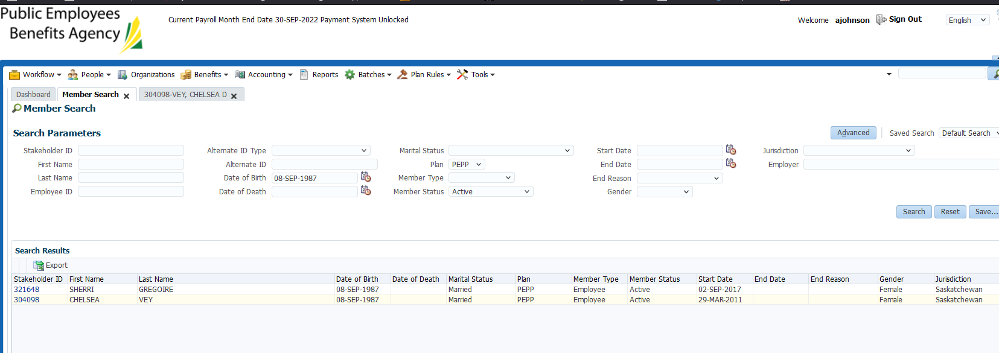 Public Employees
Benefits Agency
Current Payroll Month End Date 30-SEP-2022 Payment System Unlocked
Welcome ajohnson Sign Out English
Workflow People Organizations Benefits Accounting Reports Batches Plan Rules Tools
Dashboard Member Search 304098-VEY, CHELSEA D
Member Search
Search Parameters
Advanced Saved Search Default Search
Stakeholder ID Alternate ID Type Marital Status Start Date Jurisdiction
First Name Alternate ID Plan PEPP End Date Employer
Last Name Date of Birth 08-SEP-1987 Member Type End Reason
Employee ID Date of Death Member Status Active Gender
Search Reset Save...
Search Results
Export
Stakeholder ID First Name Last Name Date of Birth Date of Death Marital Status Plan Member Type Member Status Start Date End Date End Reason Gender Jurisdiction
321648 SHERRI GREGOIRE 08-SEP-1987 Married PEPP Employee Active 02-SEP-2017 Female Saskatchewan
304098 CHELSEA VEY 08-SEP-1987 Married PEPP Employee Active 29-MAR-2011 Female Saskatchewan